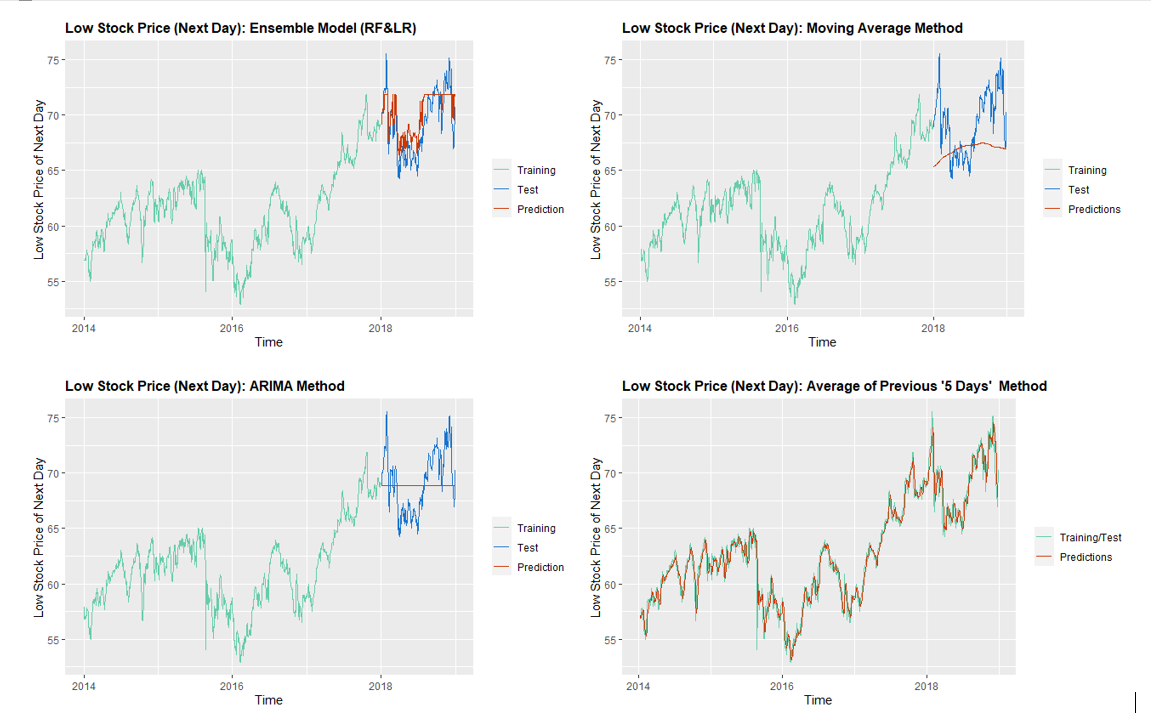 Low Stock Price (Next Day): Ensemble Model (RF&LR)
75
70
65
60
55
Low Stock Price of Next Day
2014
2016
2018
Time
Training
Test
Prediction
Low Stock Price (Next Day): Moving Average Method
75
70
65
60
55
Low Stock Price of Next Day
2014
2016
2018
Time
Training
Test
Predictions
Low Stock Price (Next Day): ARIMA Method
75
70
65
60
55
Low Stock Price of Next Day
2014
2016
2018
Time
Training
Test
Prediction
Low Stock Price (Next Day): Average of Previous '5 Days'  Method
75
70
65
60
55
Low Stock Price of Next Day
2014
2016
2018
Time
Training/Test
Predictions